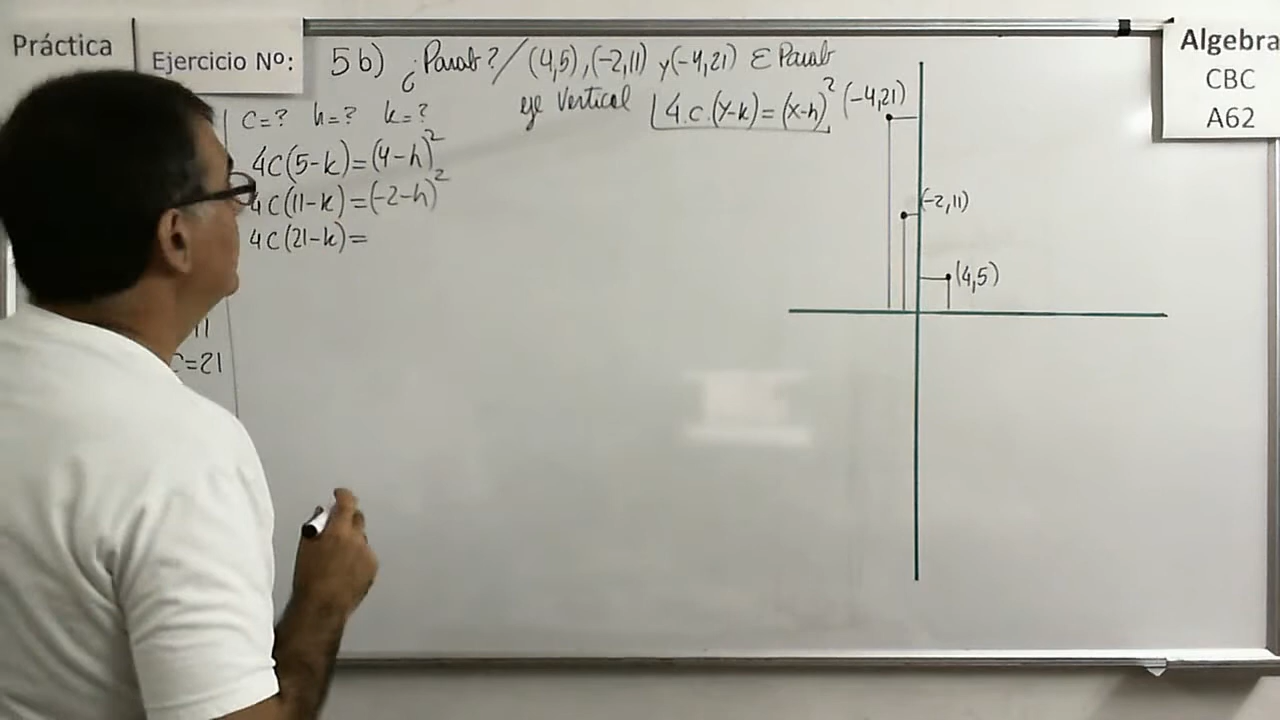 Práctica
Ejercicio Nº:
5 b) ¿Parab?/(4,5),(-2,11) y(-4,21) ∈ Parab
eje Vertical 4.c.(y-k)=(x-h)²
Algebra
CBC
A62
c=? h=? k=?
4c(5-k)=(4-h)²
4c(11-k)=(-2-h)²
4c(21-k)=
11
C=21
(-4,21)
(-2,11)
(4,5)